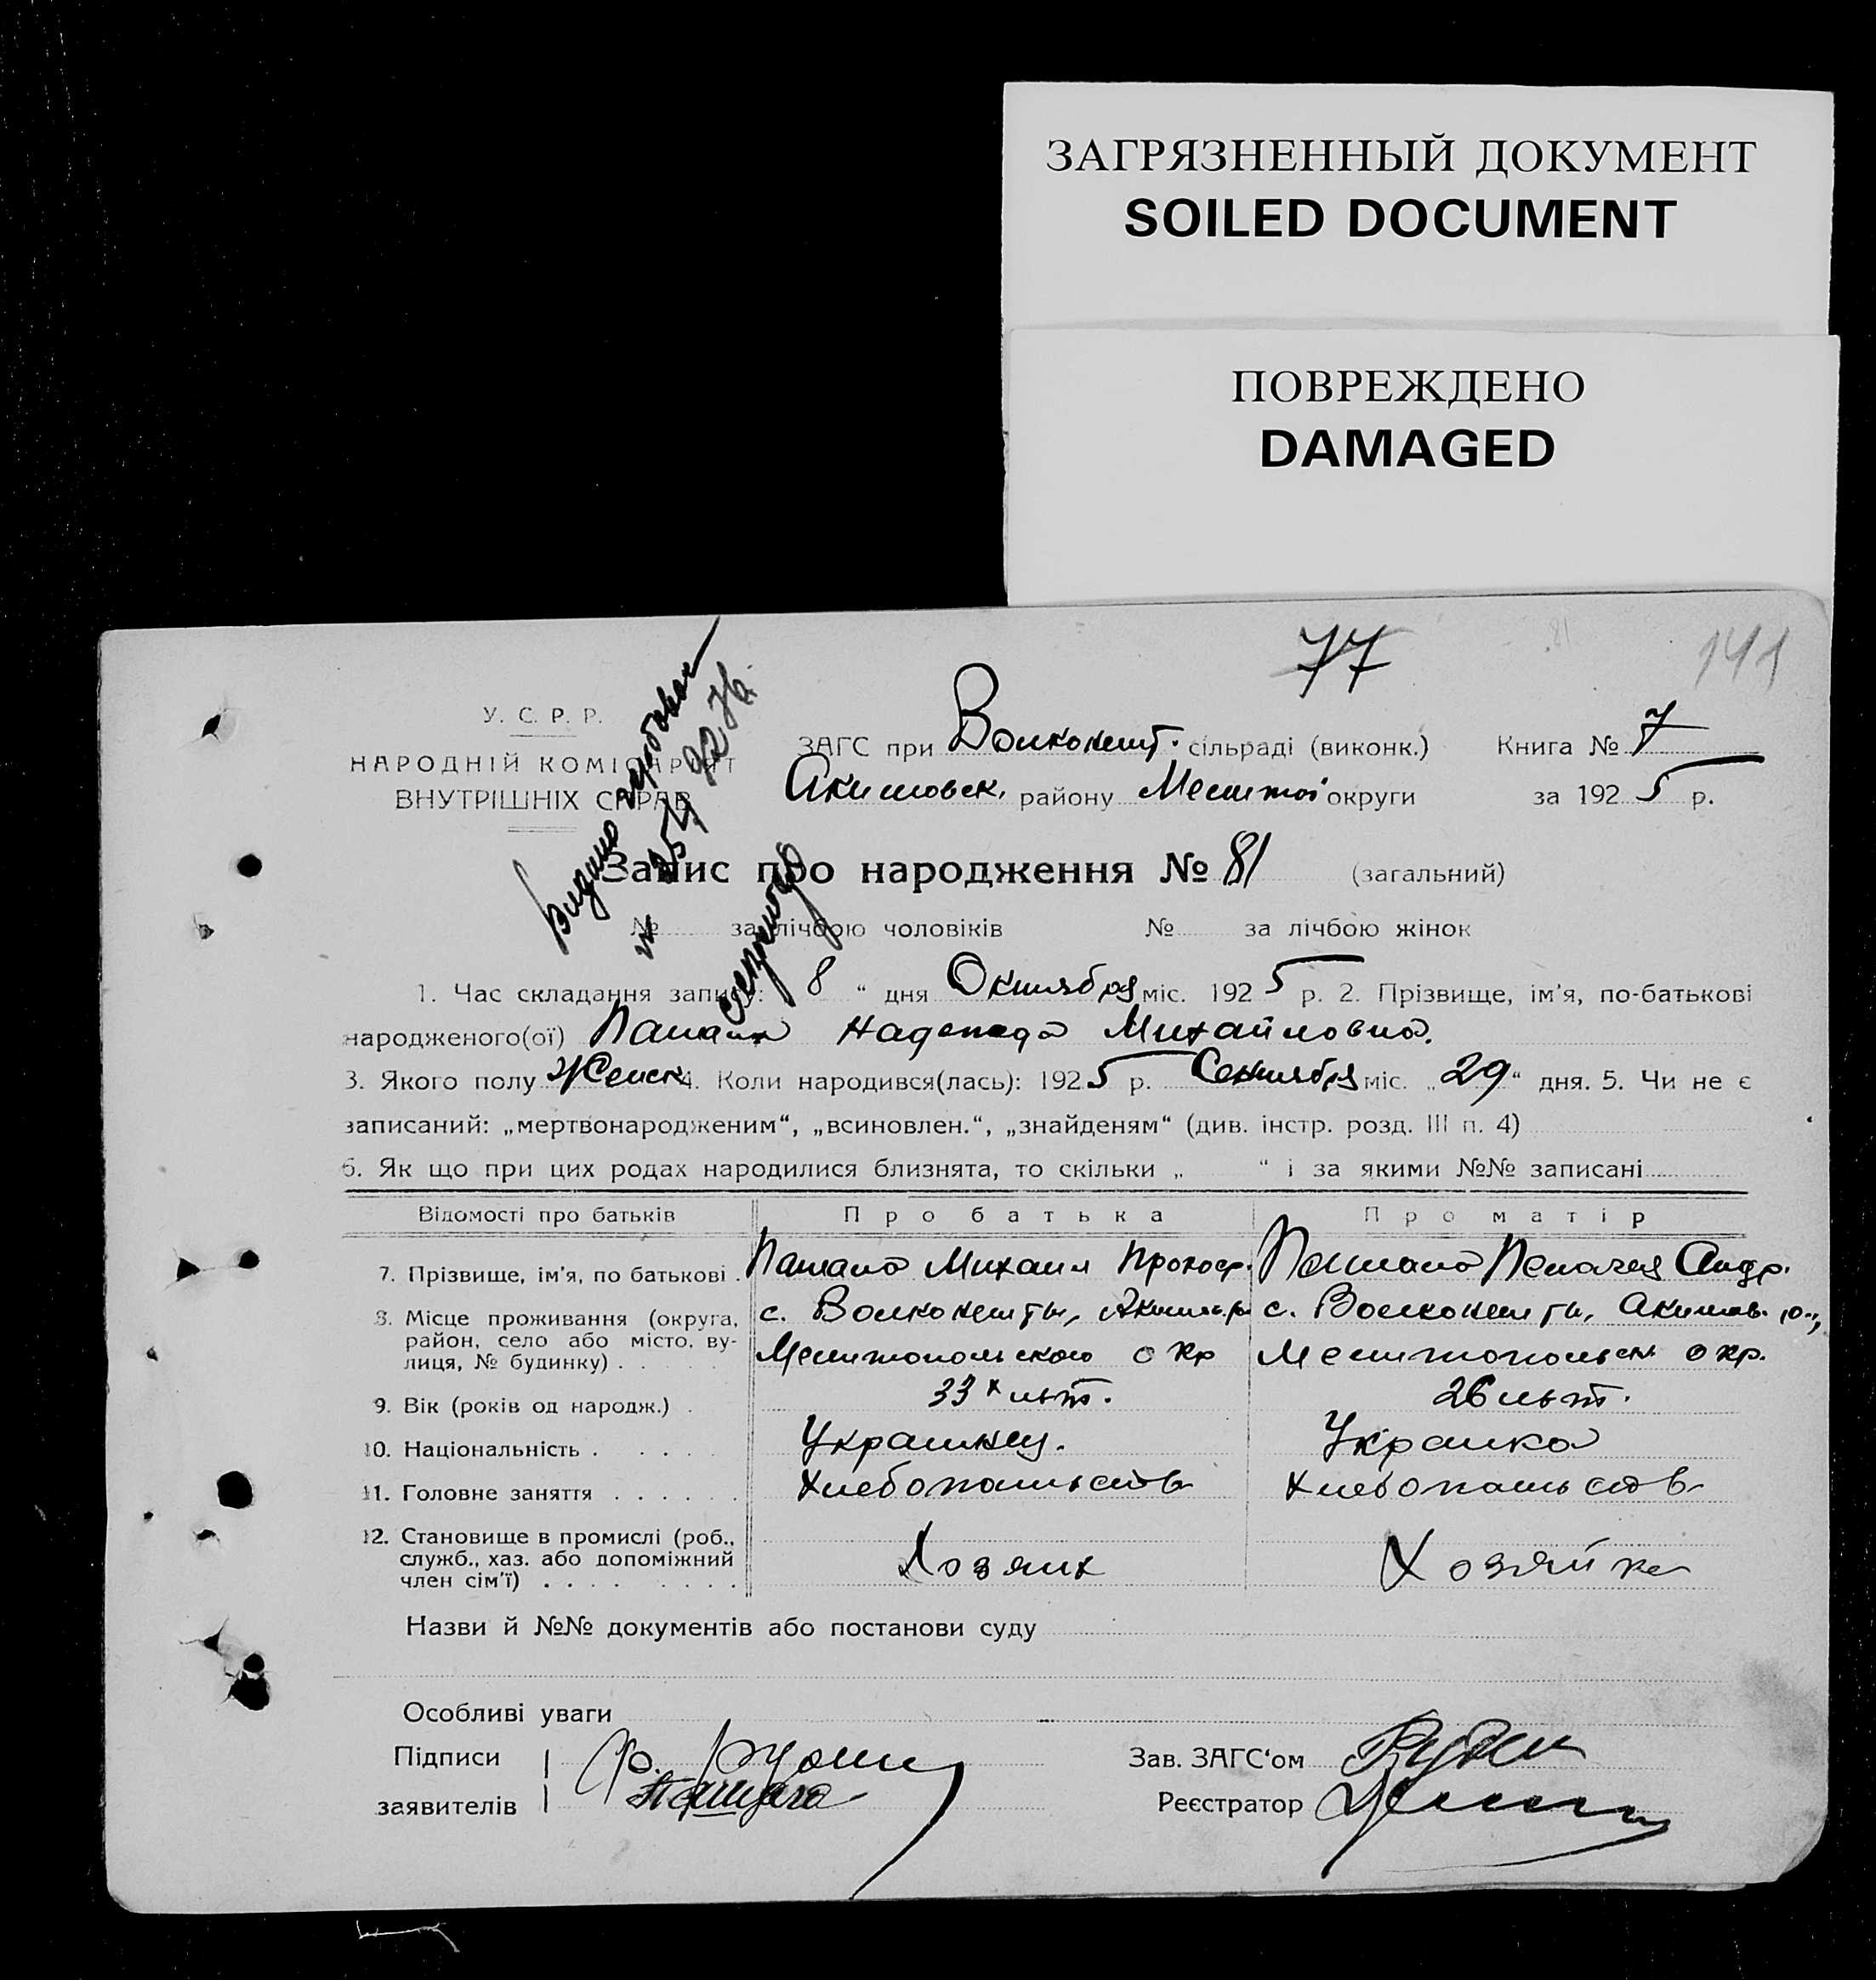 ЗАГРЯЗНЕННЫЙ ДОКУМЕНТ
SOILED DOCUMENT
ПОВРЕЖДЕНО
DAMAGED
77
141
У. С. Р. Р.
НАРОДНІЙ КОМІСАРІЯТ
ВНУТРІШНІХ СПРАВ
ЗАГС при сільраді (виконк.) Книга № 7
Акимовск. району округи за 1925 р.
Запис про народження № 81 (загальний)
№ за лічбою чоловіків № за лічбою жінок
1. Час складання запису: 8 “ дня Октября міс. 1925 р. 2. Прізвище, ім'я, по-батькові
народженого(ої) Надежда Михайловна.
3. Якого полу Женск 4. Коли народився(лась): 1925 р. Сентября міс. „29“ дня. 5. Чи не є
записаний: „мертвонародженим“, „всиновлен.“, „знайденям“ (див. інстр. розд. III п. 4)
6. Як що при цих родах народилися близнята, то скільки „ “ і за якими №№ записані
Відомості про батьків Про батька Про матір
7. Прізвище, ім'я, по батькові . Михаил Прокоф. Андр.
8. Місце проживання (округа, район, село або місто, вулиця, № будинку) . . с. Мелитопольского окр с. Акимов. р., Мелитопольск окр.
9. Вік (років од народж.) . 33х лѣт. 26 лѣт.
10. Національність . . . . Украинец. Украинка
11. Головне заняття . . . . . . Хлебопашеств Хлебопашеств
12. Становище в промислі (роб., служб., хаз. або допоміжний член сім'ї) . . . . . . . . Хозяин Хозяйка
Назви й №№ документів або постанови суду
Особливі уваги
Підписи Зав. ЗАГС‘ом
заявителів Реєстратор